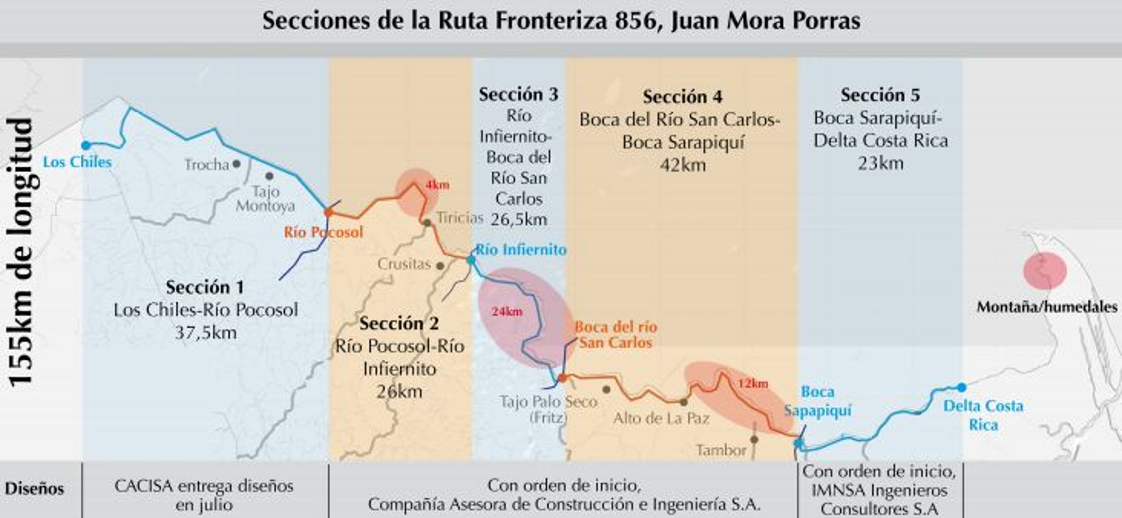 Secciones de la Ruta Fronteriza 856, Juan Mora Porras
155km de longitud
Los Chiles
Trocha
Tajo
Montoya
Río Pocosol
Sección 1
Los Chiles-Río Pocosol
37,5km
4km
Tiricias
Crusitas
Sección 2
Río Pocosol-Río
Infiernito
26km
Sección 3
Río
Infiernito-
Boca del
Río San
Carlos
26,5km
Río Infiernito
24km
Boca del río
San Carlos
Tajo Palo Seco
(Fritz)
Sección 4
Boca del Río San Carlos-
Boca Sarapiquí
42km
Alto de La Paz
12km
Tambor
Boca
Sapapiquí
Sección 5
Boca Sarapiquí-
Delta Costa Rica
23km
Delta Costa
Rica
Montaña/humedales
Diseños
CACISA entrega diseños
en julio
Con orden de inicio,
Compañía Asesora de Construcción e Ingeniería S.A.
Con orden de inicio,
IMNSA Ingenieros
Consultores S.A